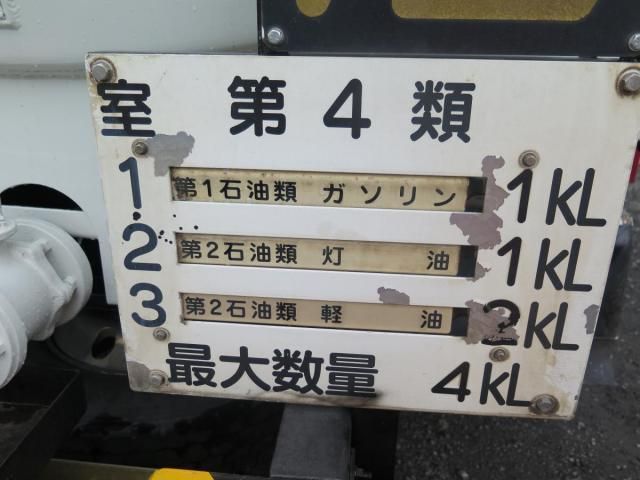 室 第4類
1. 第1石油類 ガソリン 1kL
2 第2石油類 灯油 1kL
3 第2石油類 軽油 2kL
最大数量 4kL